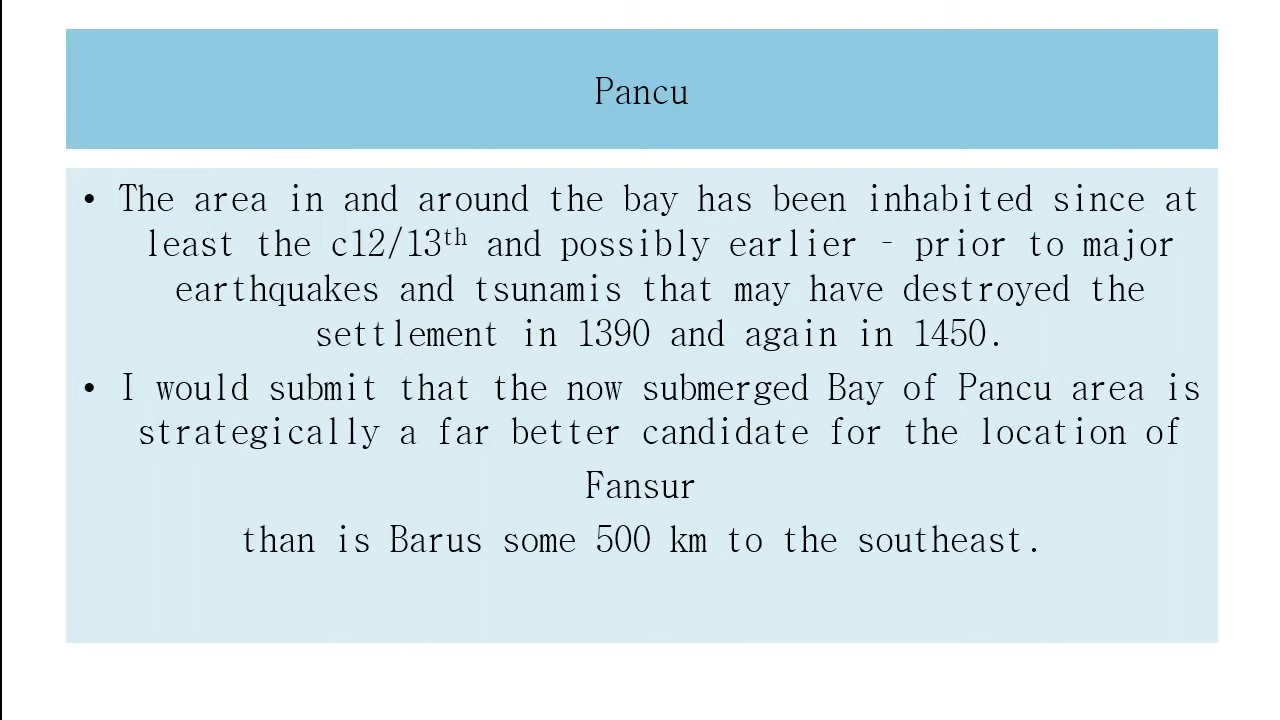 Pancu
• The area in and around the bay has been inhabited since at
least the c12/13th and possibly earlier – prior to major
earthquakes and tsunamis that may have destroyed the
settlement in 1390 and again in 1450.
• I would submit that the now submerged Bay of Pancu area is
strategically a far better candidate for the location of
Fansur
than is Barus some 500 km to the southeast.